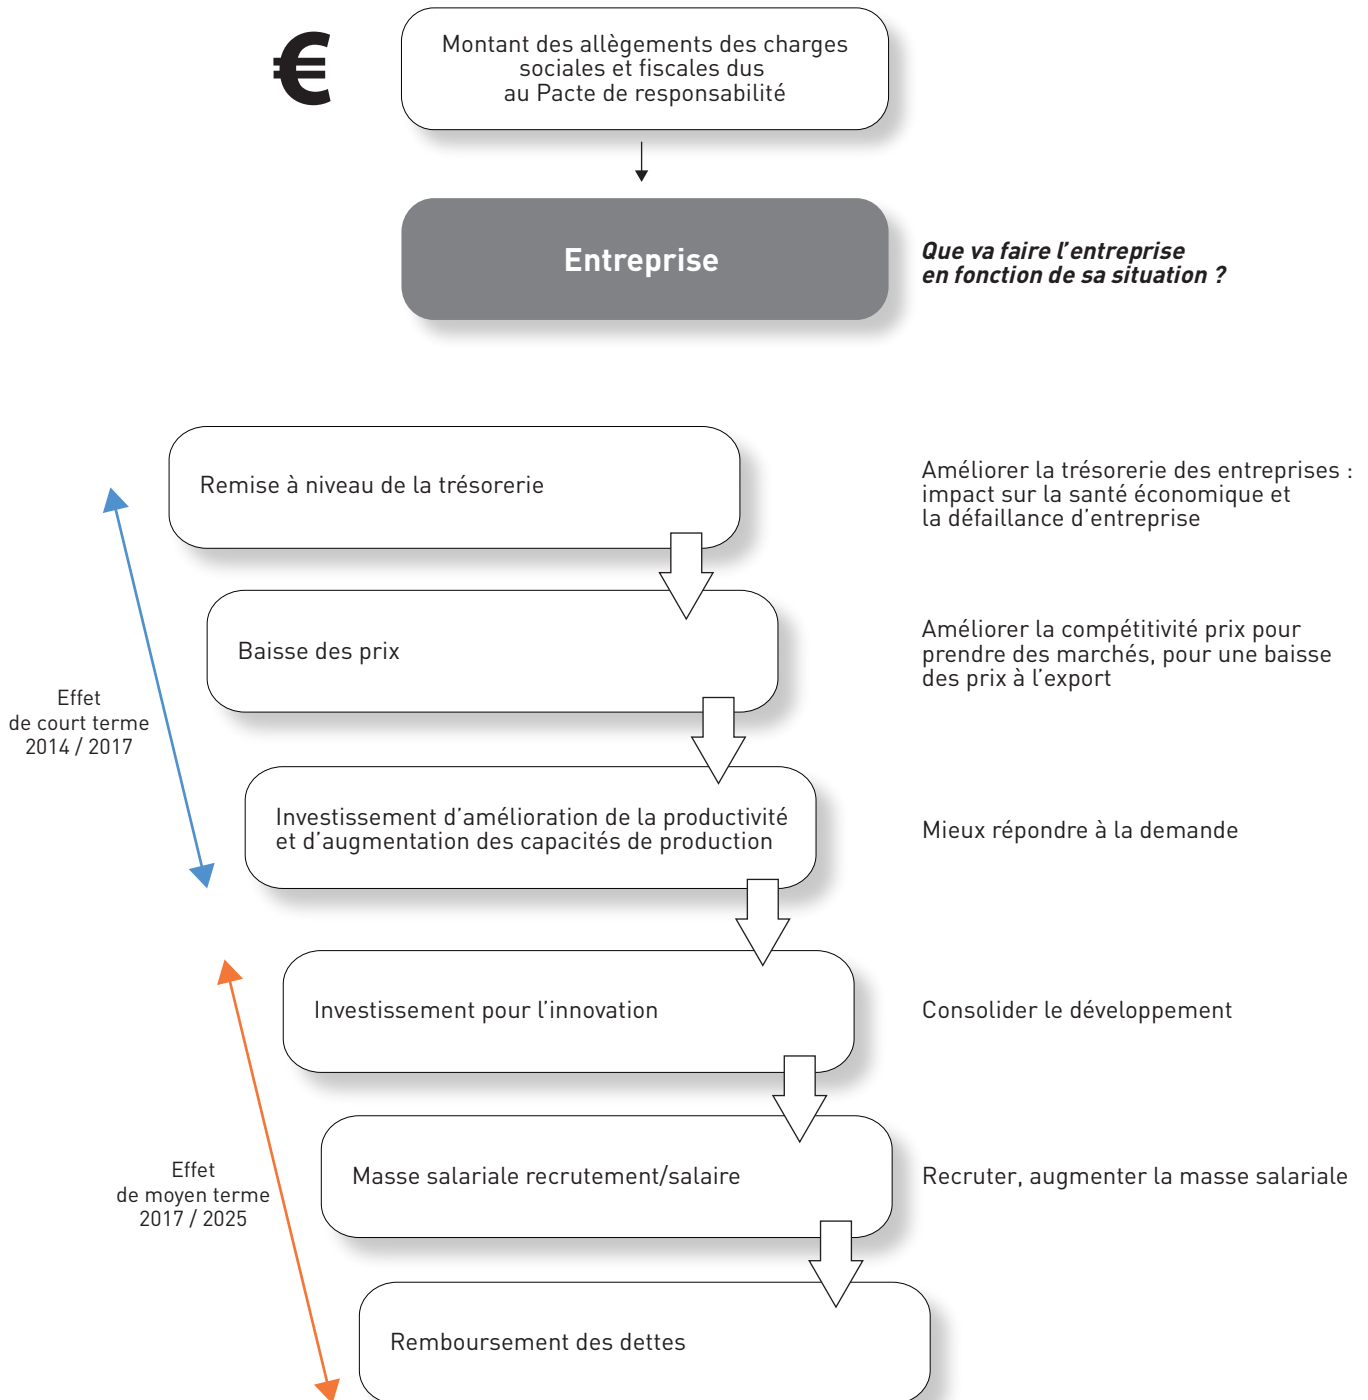 €
Montant des allègements des charges
sociales et fiscales dus
au Pacte de responsabilité
Entreprise
Que va faire l'entreprise
en fonction de sa situation ?
Remise à niveau de la trésorerie
Améliorer la trésorerie des entreprises :
impact sur la santé économique et
la défaillance d'entreprise
Baisse des prix
Améliorer la compétitivité prix pour
prendre des marchés, pour une baisse
des prix à l'export
Effet
de court terme
2014 / 2017
Investissement d'amélioration de la productivité
et d'augmentation des capacités de production
Mieux répondre à la demande
Investissement pour l'innovation
Consolider le développement
Effet
de moyen terme
2017 / 2025
Masse salariale recrutement/salaire
Recruter, augmenter la masse salariale
Remboursement des dettes